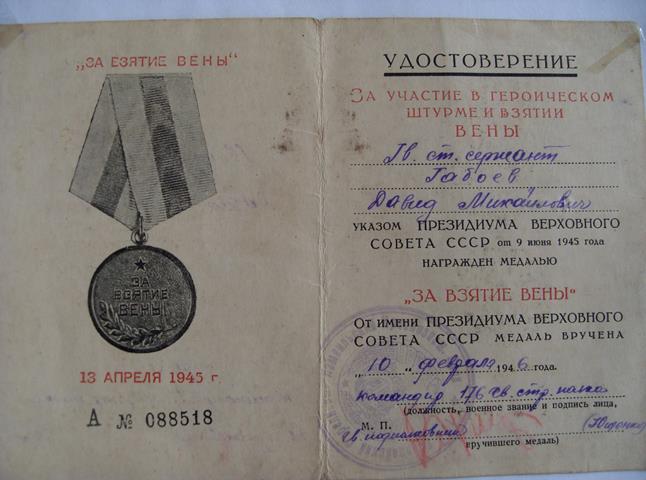 „ЗА ВЗЯТИЕ ВЕНЫ“
ЗА
ВЗЯТИЕ
ВЕНЫ
13 АПРЕЛЯ 1945 г.
А № 088518
УДОСТОВЕРЕНИЕ
ЗА УЧАСТИЕ В ГЕРОИЧЕСКОМ
ШТУРМЕ И ВЗЯТИИ
ВЕНЫ
Гв. ст. сержант
Габоев
Давид Михайлович
УКАЗОМ ПРЕЗИДИУМА ВЕРХОВНОГО
СОВЕТА СССР от 9 июня 1945 года
НАГРАЖДЕН МЕДАЛЬЮ
„ЗА ВЗЯТИЕ ВЕНЫ“
От имени ПРЕЗИДИУМА ВЕРХОВНОГО
СОВЕТА СССР МЕДАЛЬ ВРУЧЕНА
„10„ февраля 1946 года.
командир 176 гв. стр. полка
(должность, военное звание и подпись лица,
М. П.
гв. подполковник
вручившего медаль)